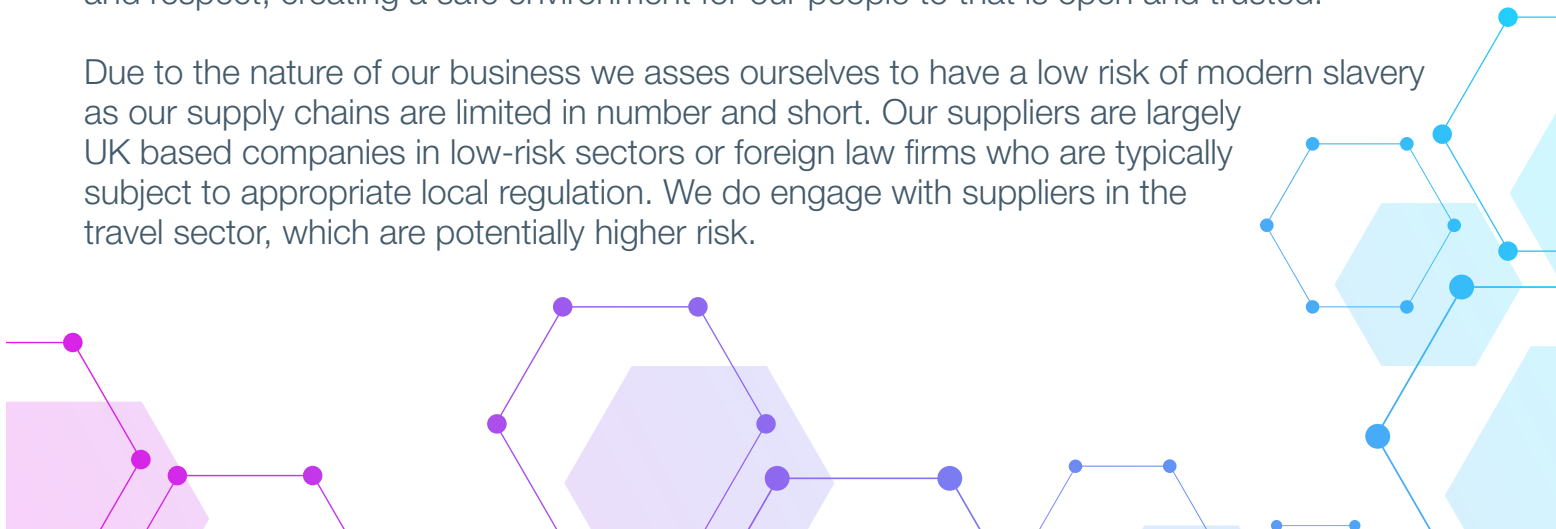 and respect, creating a safe environment for our people to that is open and trusted.
Due to the nature of our business we asses ourselves to have a low risk of modern slavery
as our supply chains are limited in number and short. Our suppliers are largely
UK based companies in low-risk sectors or foreign law firms who are typically
subject to appropriate local regulation. We do engage with suppliers in the
travel sector, which are potentially higher risk.